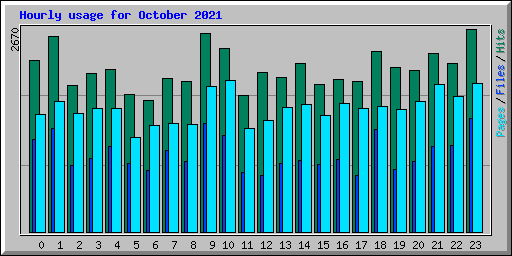 Hourly usage for October 2021
2670
Pages/Files/Hits
0 1 2 3 4 5 6 7 8 9 10 11 12 13 14 15 16 17 18 19 20 21 22 23